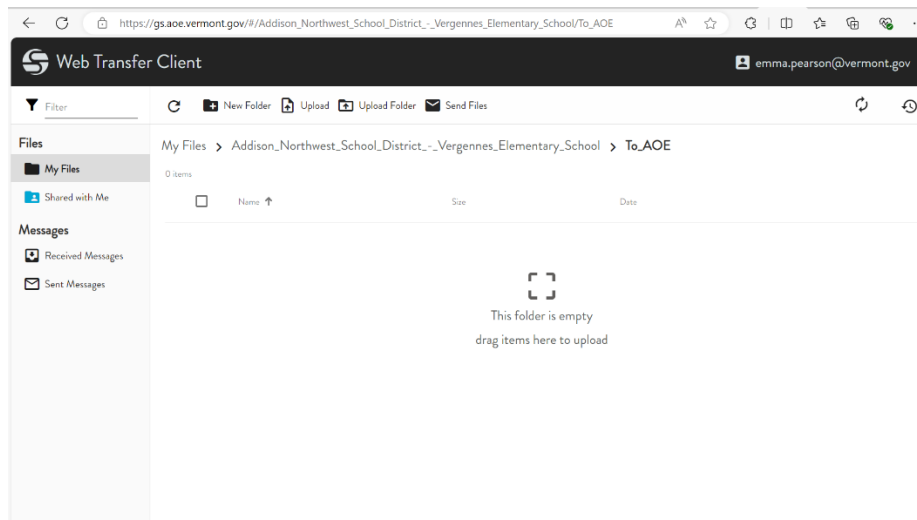 https://gs.aoe.vermont.gov/#/Addison_Northwest_School_District_-_Vergennes_Elementary_School/To_AOE
Web Transfer Client
emma.pearson@vermont.gov
Filter
New Folder Upload Upload Folder Send Files
Files
My Files > Addison_Northwest_School_District_-_Vergennes_Elementary_School > To_AOE
My Files
0 items
Shared with Me
Name Size Date
Messages
Received Messages
Sent Messages
This folder is empty
drag items here to upload